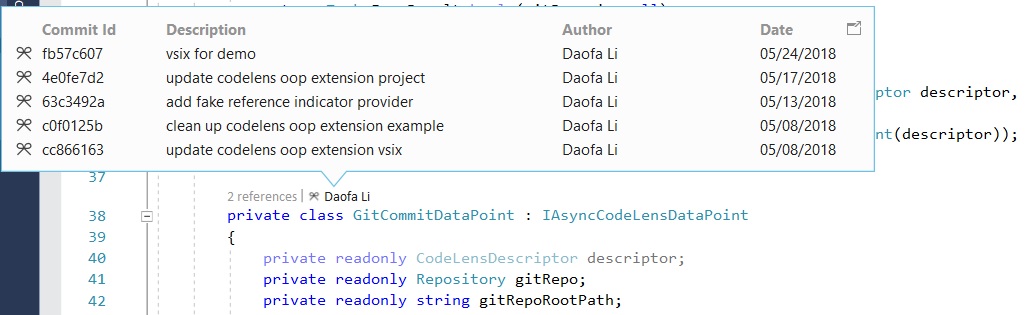 Commit Id Description Author Date
fb57c607 vsix for demo Daofa Li 05/24/2018
4e0fe7d2 update codelens oop extension project Daofa Li 05/17/2018
63c3492a add fake reference indicator provider Daofa Li 05/13/2018
ptor descriptor,
c0f0125b clean up codelens oop extension example Daofa Li 05/08/2018
nt(descriptor));
cc866163 update codelens oop extension vsix Daofa Li 05/08/2018
37
2 references | Daofa Li
38 private class GitCommitDataPoint : IAsyncCodeLensDataPoint
39 {
40 private readonly CodeLensDescriptor descriptor;
41 private readonly Repository gitRepo;
42 private readonly string gitRepoRootPath;